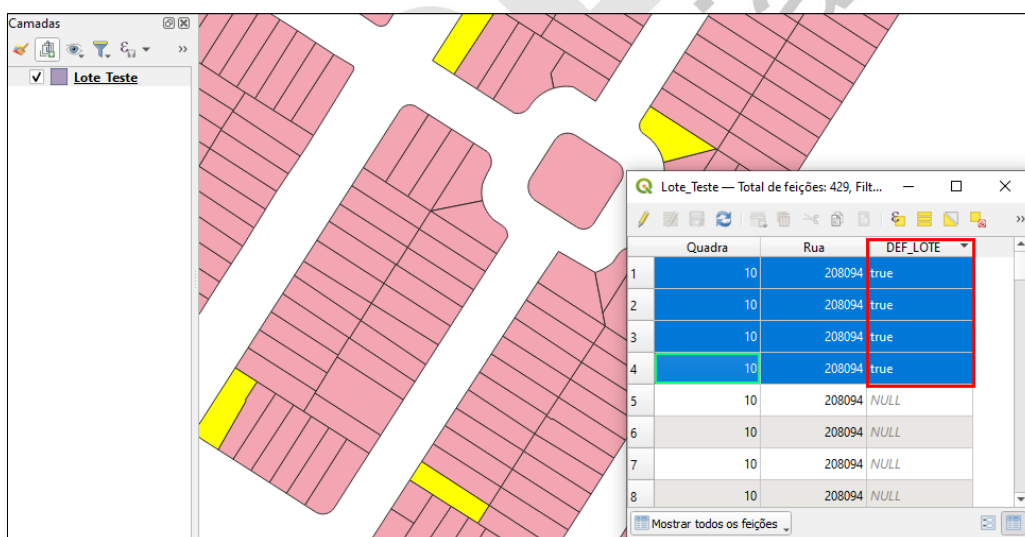 Camadas
Lote Teste
Lote_Teste — Total de feições: 429, Filt...
Quadra Rua DEF_LOTE
1 10 208094 true
2 10 208094 true
3 10 208094 true
4 10 208094 true
5 10 208094 NULL
6 10 208094 NULL
7 10 208094 NULL
8 10 208094 NULL
Mostrar todos os feições